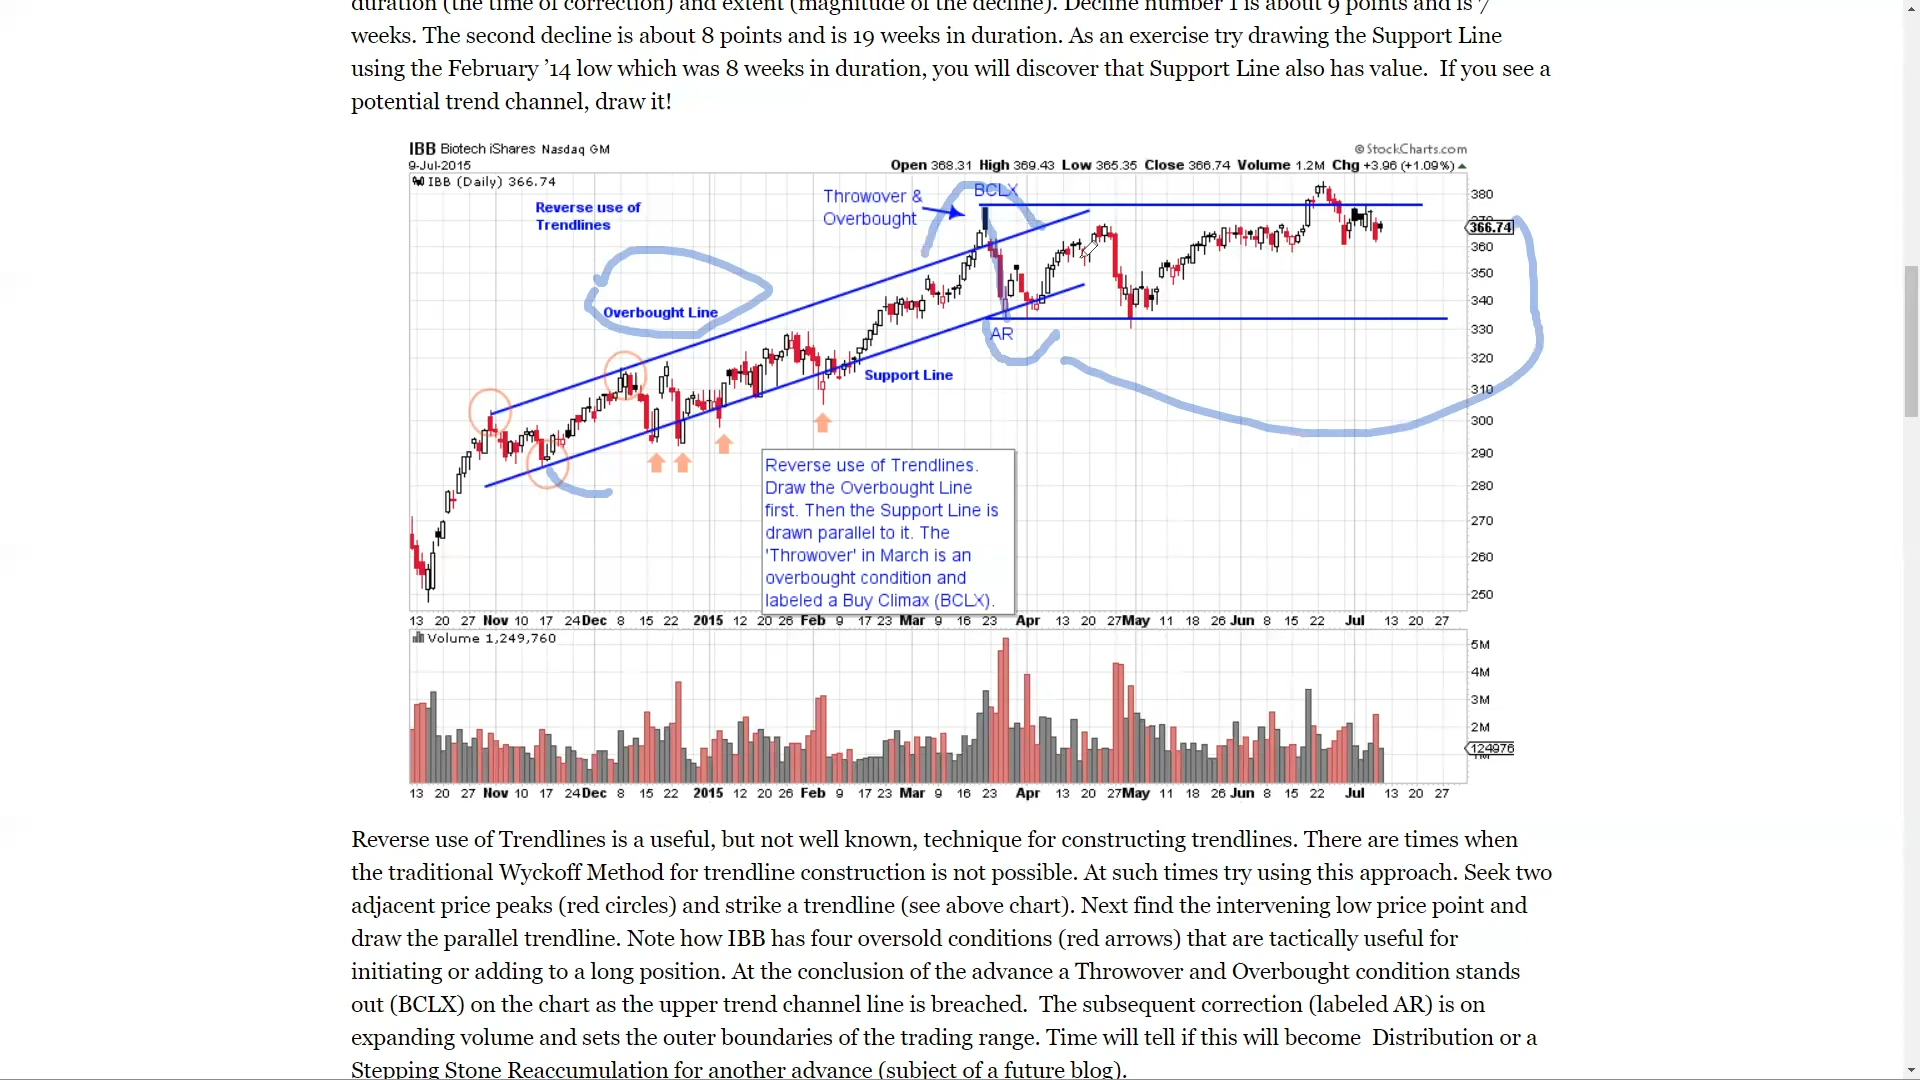 duration (the time of correction) and extent (magnitude of the decline). Decline number 1 is about 9 points and is 7
weeks. The second decline is about 8 points and is 19 weeks in duration. As an exercise try drawing the Support Line
using the February ’14 low which was 8 weeks in duration, you will discover that Support Line also has value.  If you see a
potential trend channel, draw it!
IBB Biotech iShares Nasdaq GM
© StockCharts.com
9-Jul-2015
Open 368.31 High 369.43 Low 365.35 Close 366.74 Volume 1.2M Chg +3.96 (+1.09%)
IBB (Daily) 366.74
Throwover &
Overbought
BCLX
Reverse use of
Trendlines
Overbought Line
AR
Support Line
380
370
366.74
360
350
340
330
320
310
300
290
280
270
260
250
Reverse use of Trendlines.
Draw the Overbought Line
first. Then the Support Line is
drawn parallel to it. The
'Throwover' in March is an
overbought condition and
labeled a Buy Climax (BCLX).
13 20 27 Nov 10 17 24 Dec 8 15 22 2015 12 20 26 Feb 9 17 23 Mar 9 16 23 Apr 13 20 27 May 11 18 26 Jun 8 15 22 Jul 13 20 27
Volume 1,249,760
5M
4M
3M
2M
124976
1M
13 20 27 Nov 10 17 24 Dec 8 15 22 2015 12 20 26 Feb 9 17 23 Mar 9 16 23 Apr 13 20 27 May 11 18 26 Jun 8 15 22 Jul 13 20 27
Reverse use of Trendlines is a useful, but not well known, technique for constructing trendlines. There are times when
the traditional Wyckoff Method for trendline construction is not possible. At such times try using this approach. Seek two
adjacent price peaks (red circles) and strike a trendline (see above chart). Next find the intervening low price point and
draw the parallel trendline. Note how IBB has four oversold conditions (red arrows) that are tactically useful for
initiating or adding to a long position. At the conclusion of the advance a Throwover and Overbought condition stands
out (BCLX) on the chart as the upper trend channel line is breached.  The subsequent correction (labeled AR) is on
expanding volume and sets the outer boundaries of the trading range. Time will tell if this will become  Distribution or a
Stepping Stone Reaccumulation for another advance (subject of a future blog).